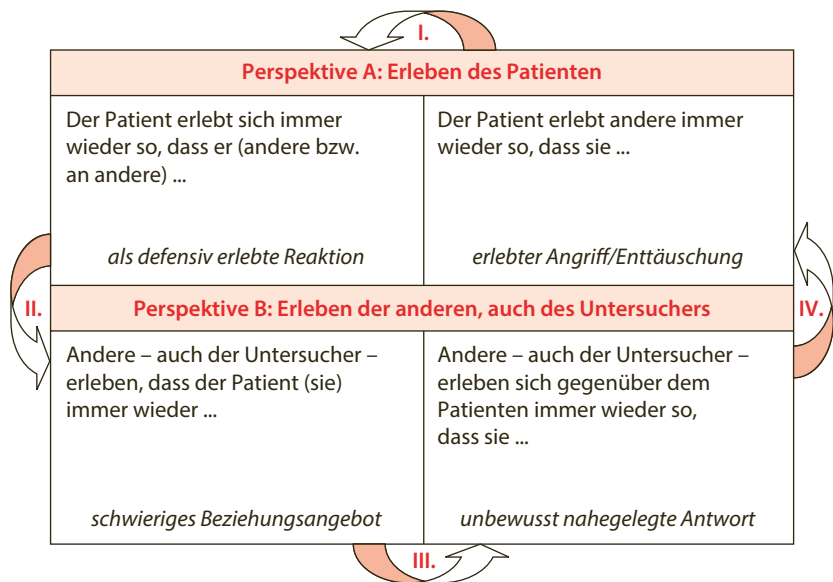 I.
Perspektive A: Erleben des Patienten
Der Patient erlebt sich immer
wieder so, dass er (andere bzw.
an andere) ...
als defensiv erlebte Reaktion
Der Patient erlebt andere immer
wieder so, dass sie ...
erlebter Angriff/Enttäuschung
II.
Perspektive B: Erleben der anderen, auch des Untersuchers
IV.
Andere – auch der Untersucher –
erleben, dass der Patient (sie)
immer wieder ...
schwieriges Beziehungsangebot
Andere – auch der Untersucher –
erleben sich gegenüber dem
Patienten immer wieder so,
dass sie ...
unbewusst nahegelegte Antwort
III.